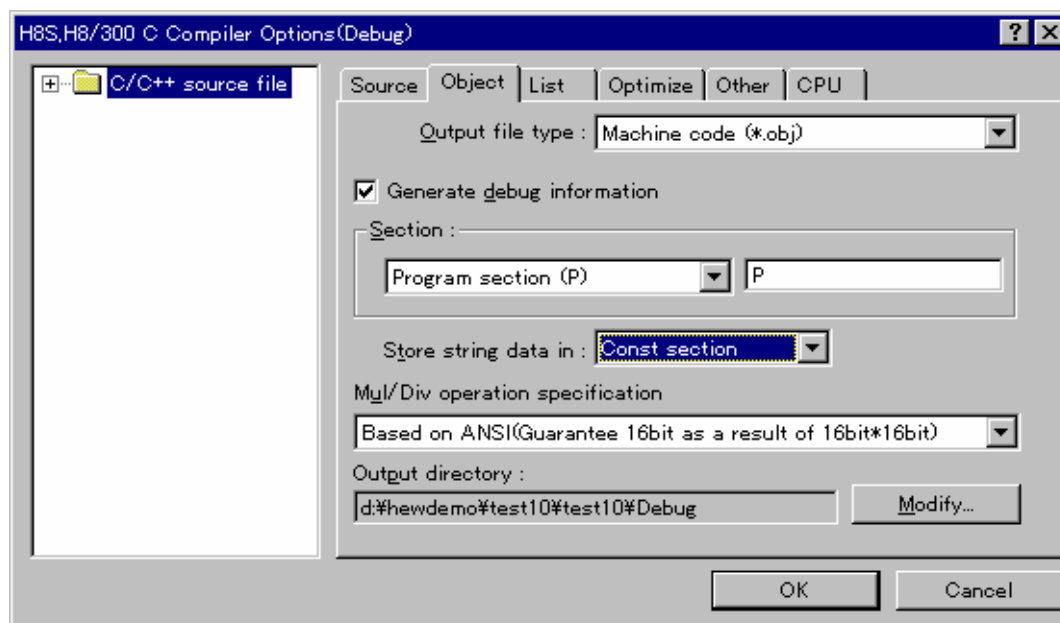 H8S,H8/300 C Compiler Options(Debug)
C/C++ source file
Source Object List Optimize Other CPU
Output file type : Machine code (*.obj)
Generate debug information
Section :
Program section (P) P
Store string data in : Const section
Mul/Div operation specification
Based on ANSI(Guarantee 16bit as a result of 16bit*16bit)
Output directory :
d:¥hewdemo¥test10¥test10¥Debug Modify...
OK Cancel